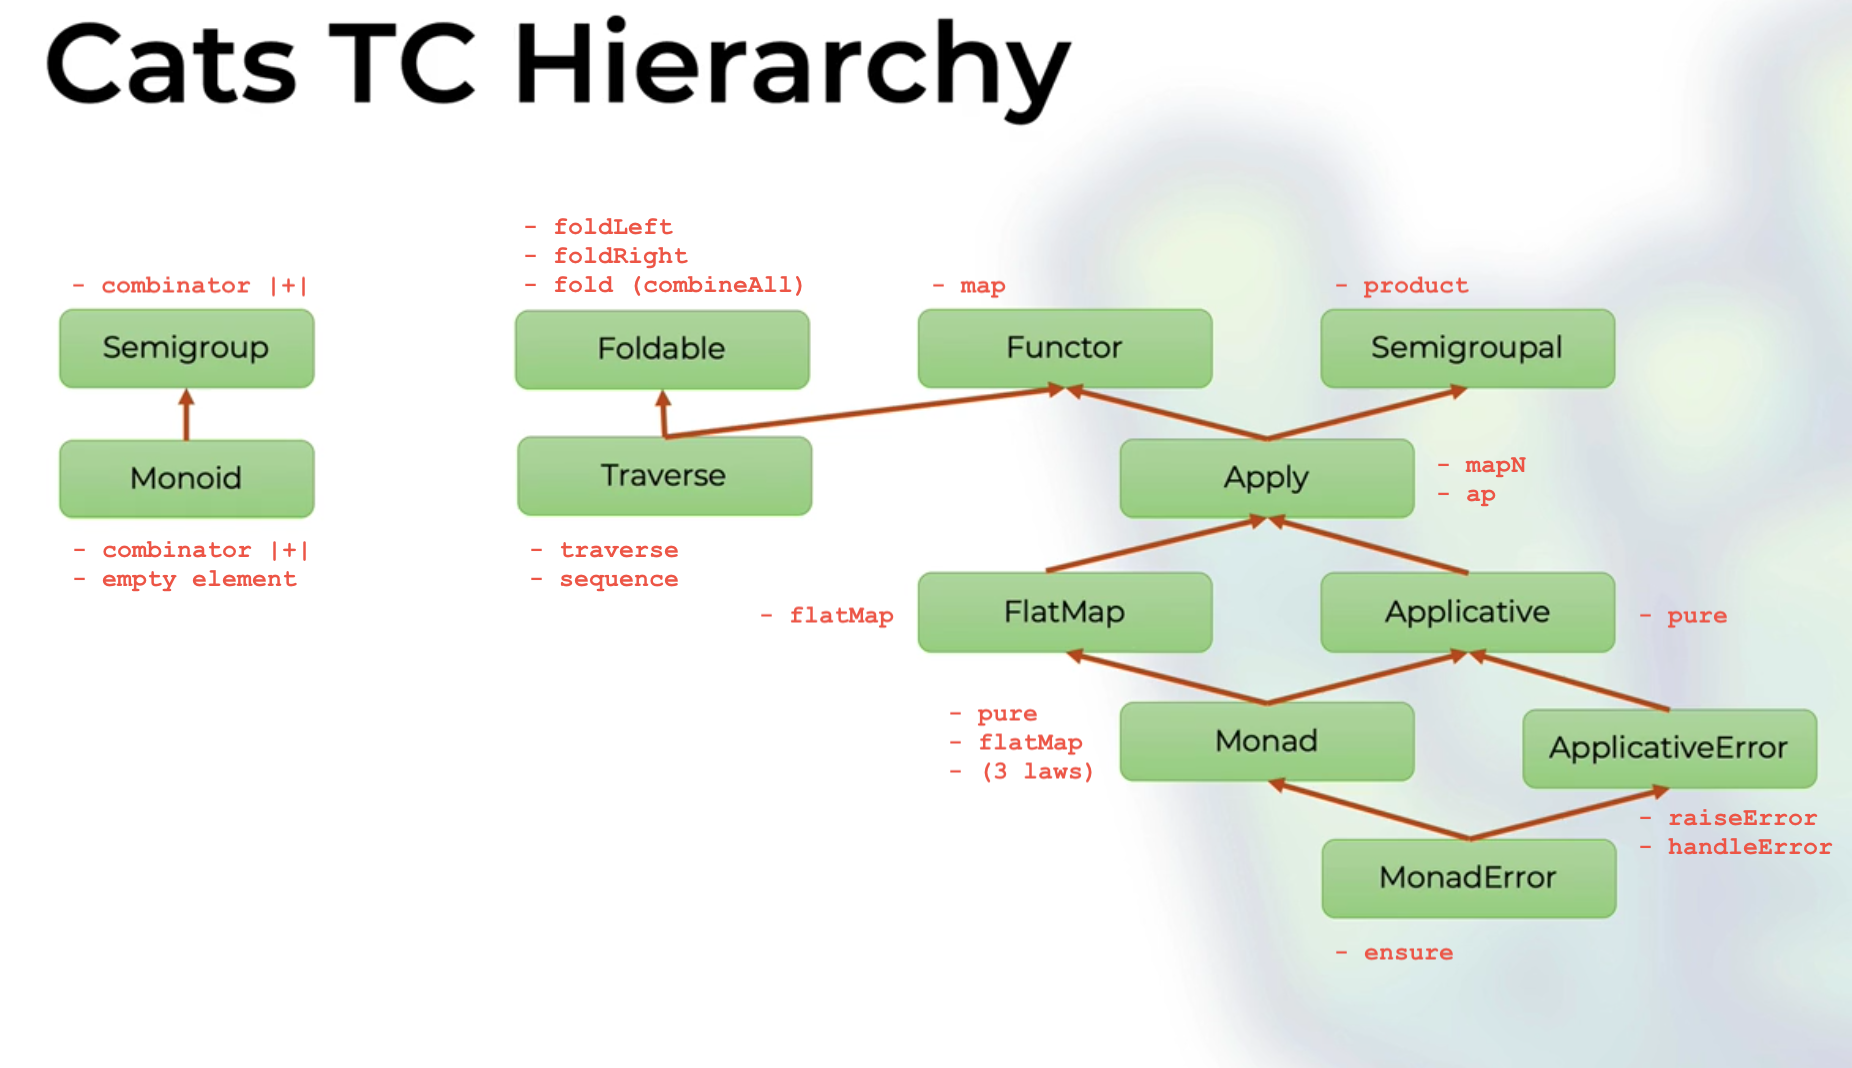 Cats TC Hierarchy
- combinator |+|
Semigroup
Monoid
- combinator |+|
- empty element
- foldLeft
- foldRight
- fold (combineAll)
Foldable
Traverse
- traverse
- sequence
- map
Functor
- product
Semigroupal
Apply
- mapN
- ap
- flatMap
FlatMap
Applicative
- pure
- pure
- flatMap
- (3 laws)
Monad
ApplicativeError
- raiseError
- handleError
MonadError
- ensure